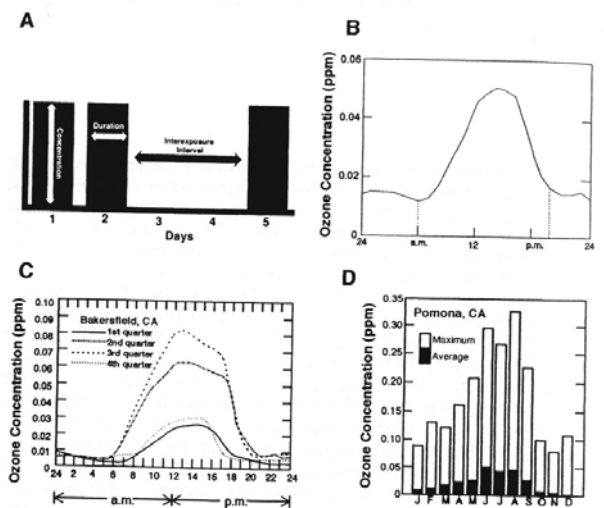 A
Concentration
Duration
Interexposure
Interval
1 2 3 4 5
Days
B
Ozone Concentration (ppm)
0.06
0.04
0.02
0
24 a.m. 12 p.m. 24
C
Ozone Concentration (ppm)
0.10
0.09
0.08
0.07
0.06
0.05
0.04
0.03
0.02
0.01
0.00
Bakersfield, CA
1st quarter
2nd quarter
3rd quarter
4th quarter
24 2 4 6 8 10 12 14 16 18 20 22 24
a.m. p.m.
D
Ozone Concentration (ppm)
0.35
0.30
0.25
0.20
0.15
0.10
0.05
0.00
Pomona, CA
Maximum
Average
J F M A M J J A S O N D